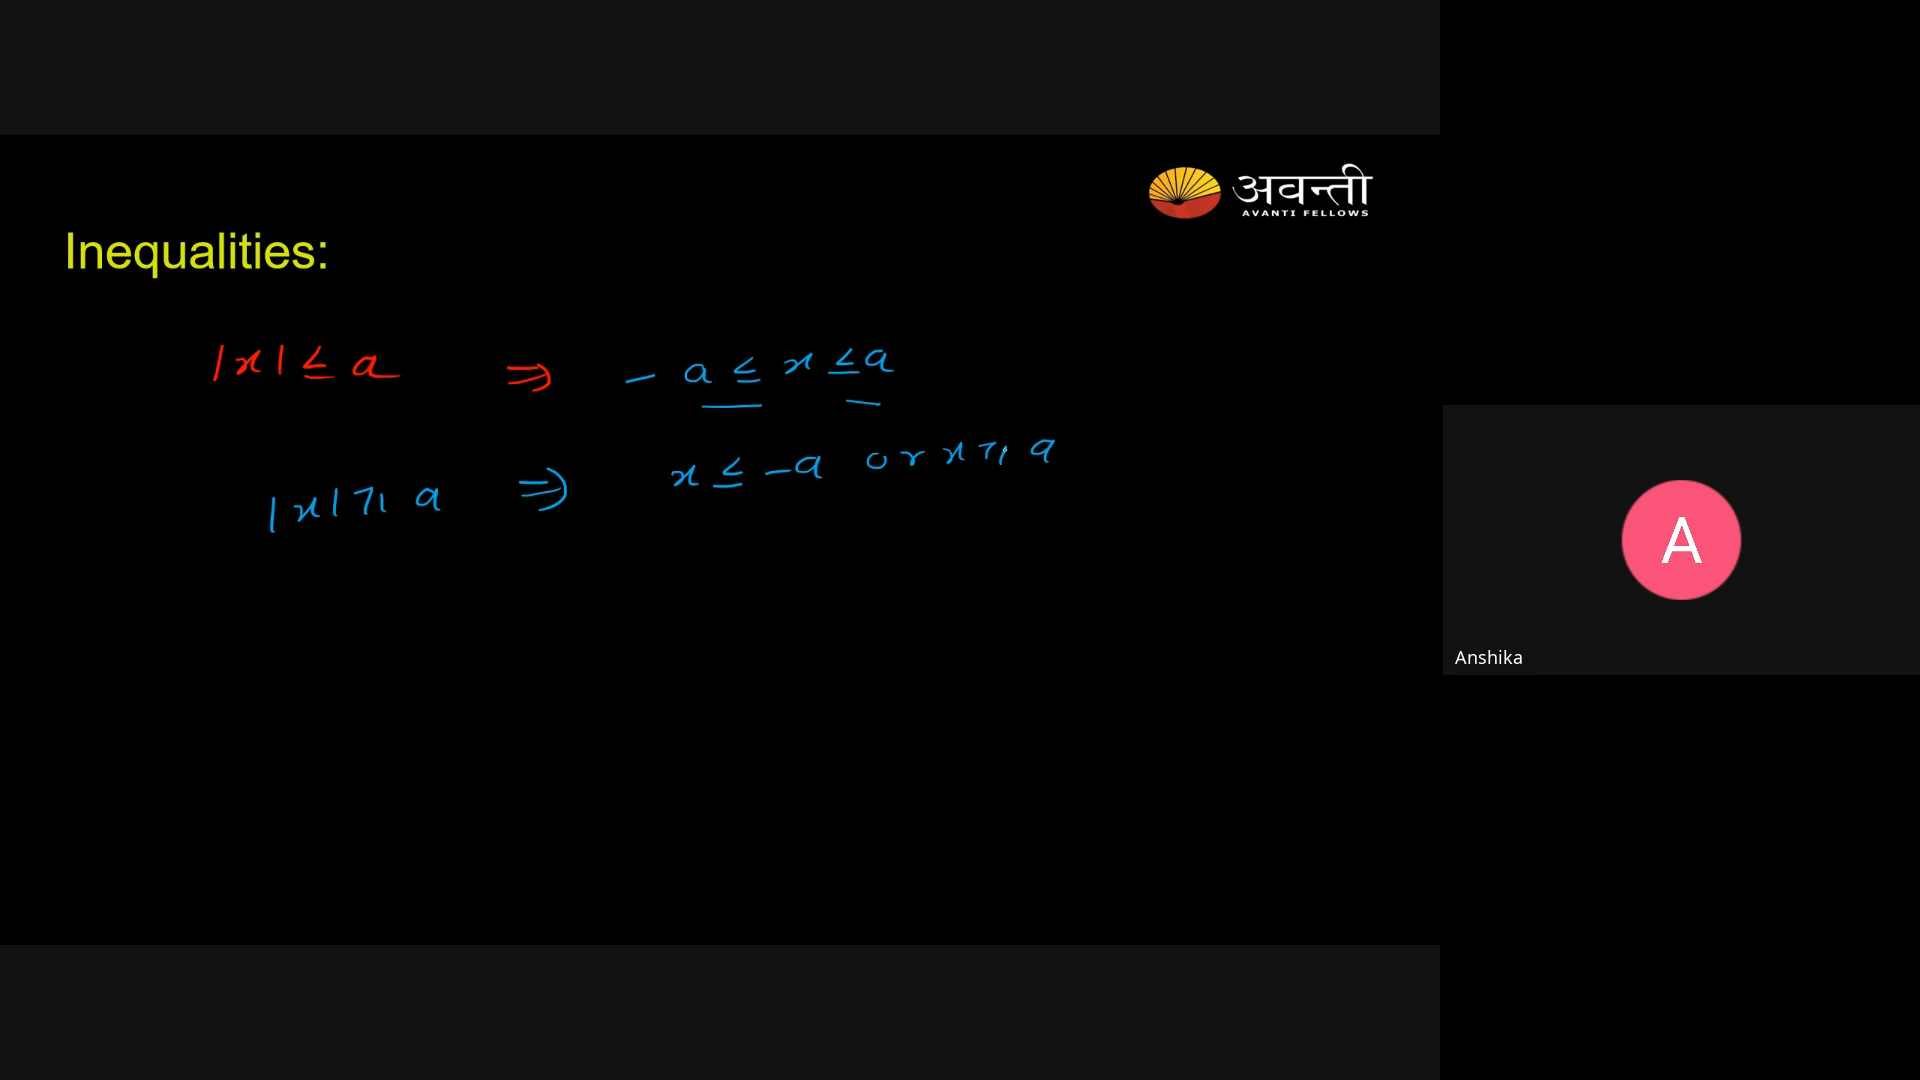 अवन्ती
AVANTI FELLOWS
Inequalities:
|x| ≤ a ⇒ - a ≤ x ≤ a
|x| ≥ a ⇒ x ≤ -a or x ≥ a
A
Anshika